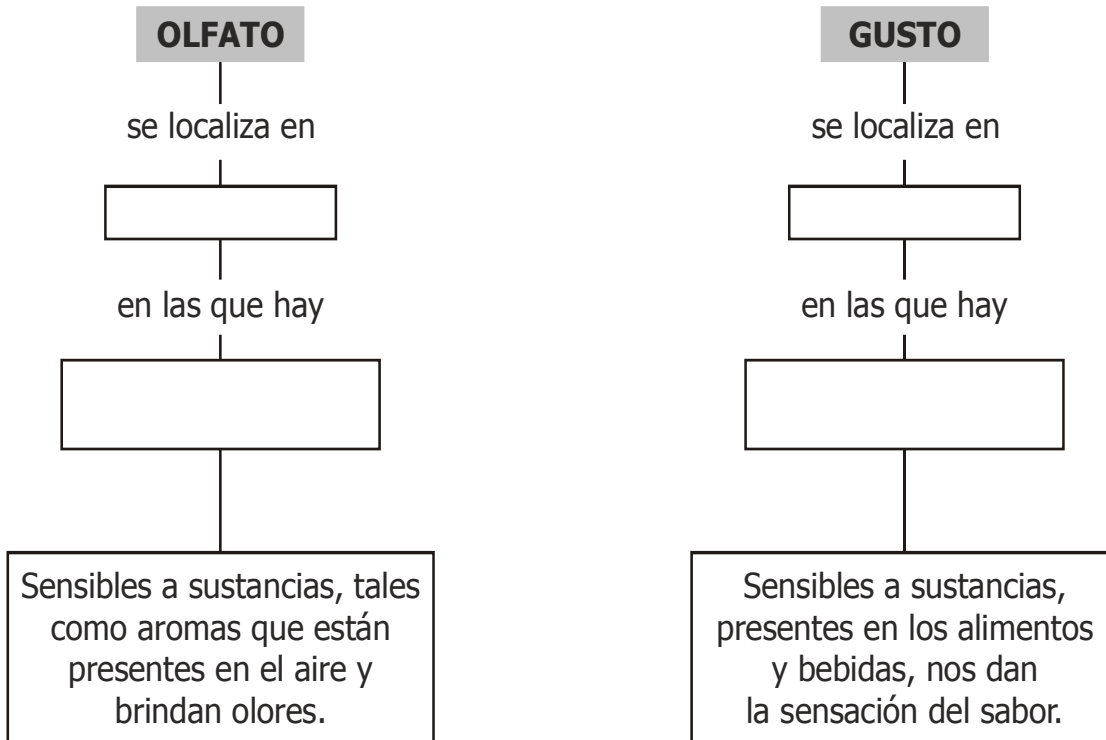 OLFATO
se localiza en
en las que hay
Sensibles a sustancias, tales
como aromas que están
presentes en el aire y
brindan olores.
GUSTO
se localiza en
en las que hay
Sensibles a sustancias,
presentes en los alimentos
y bebidas, nos dan
la sensación del sabor.